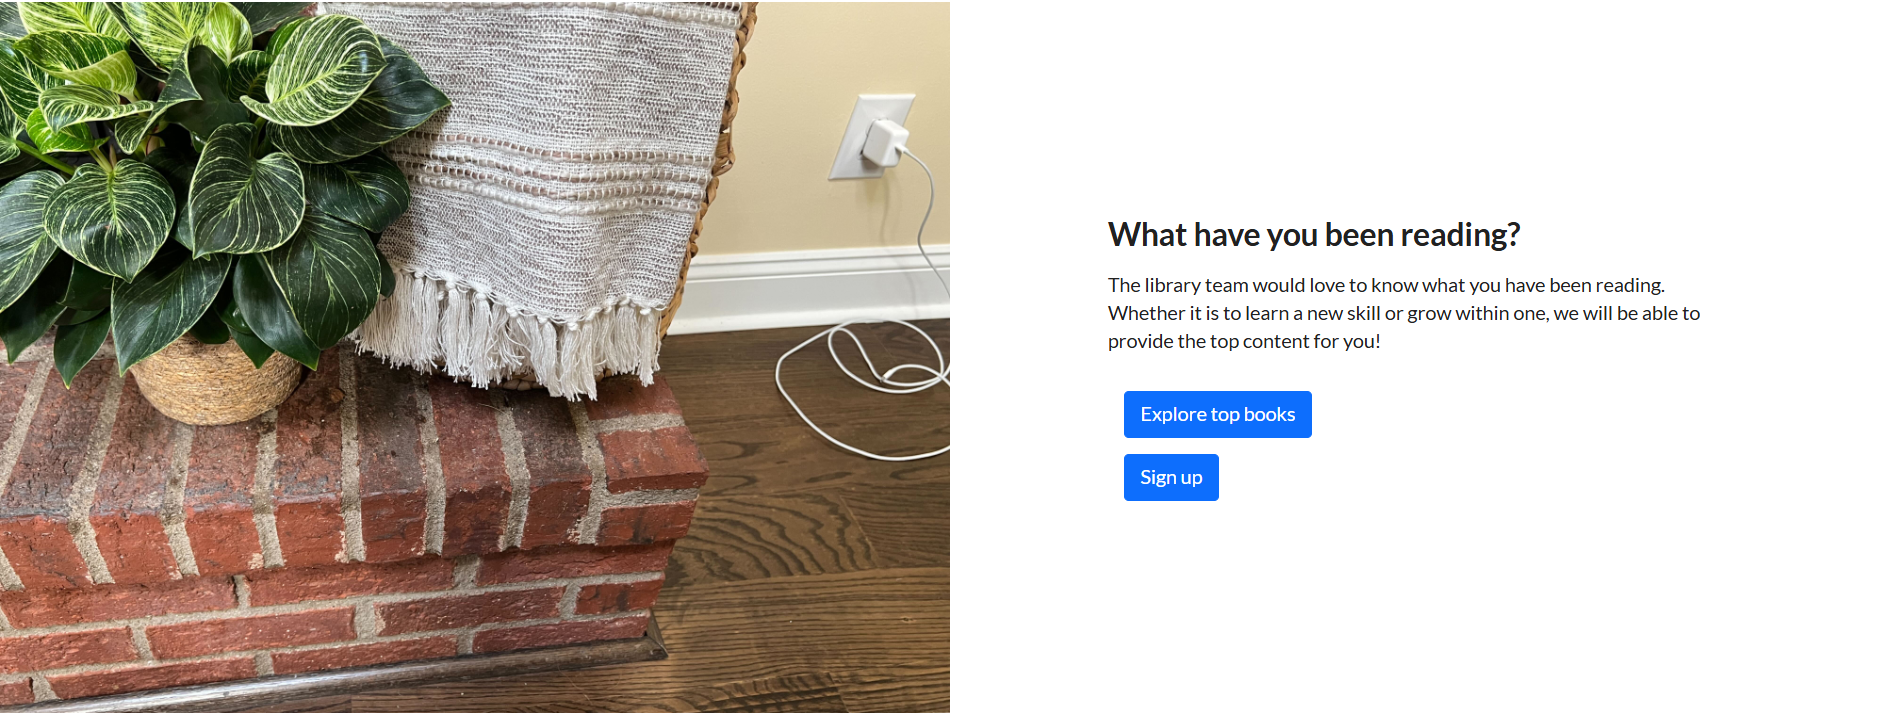 What have you been reading?
The library team would love to know what you have been reading.
Whether it is to learn a new skill or grow within one, we will be able to
provide the top content for you!
Explore top books
Sign up